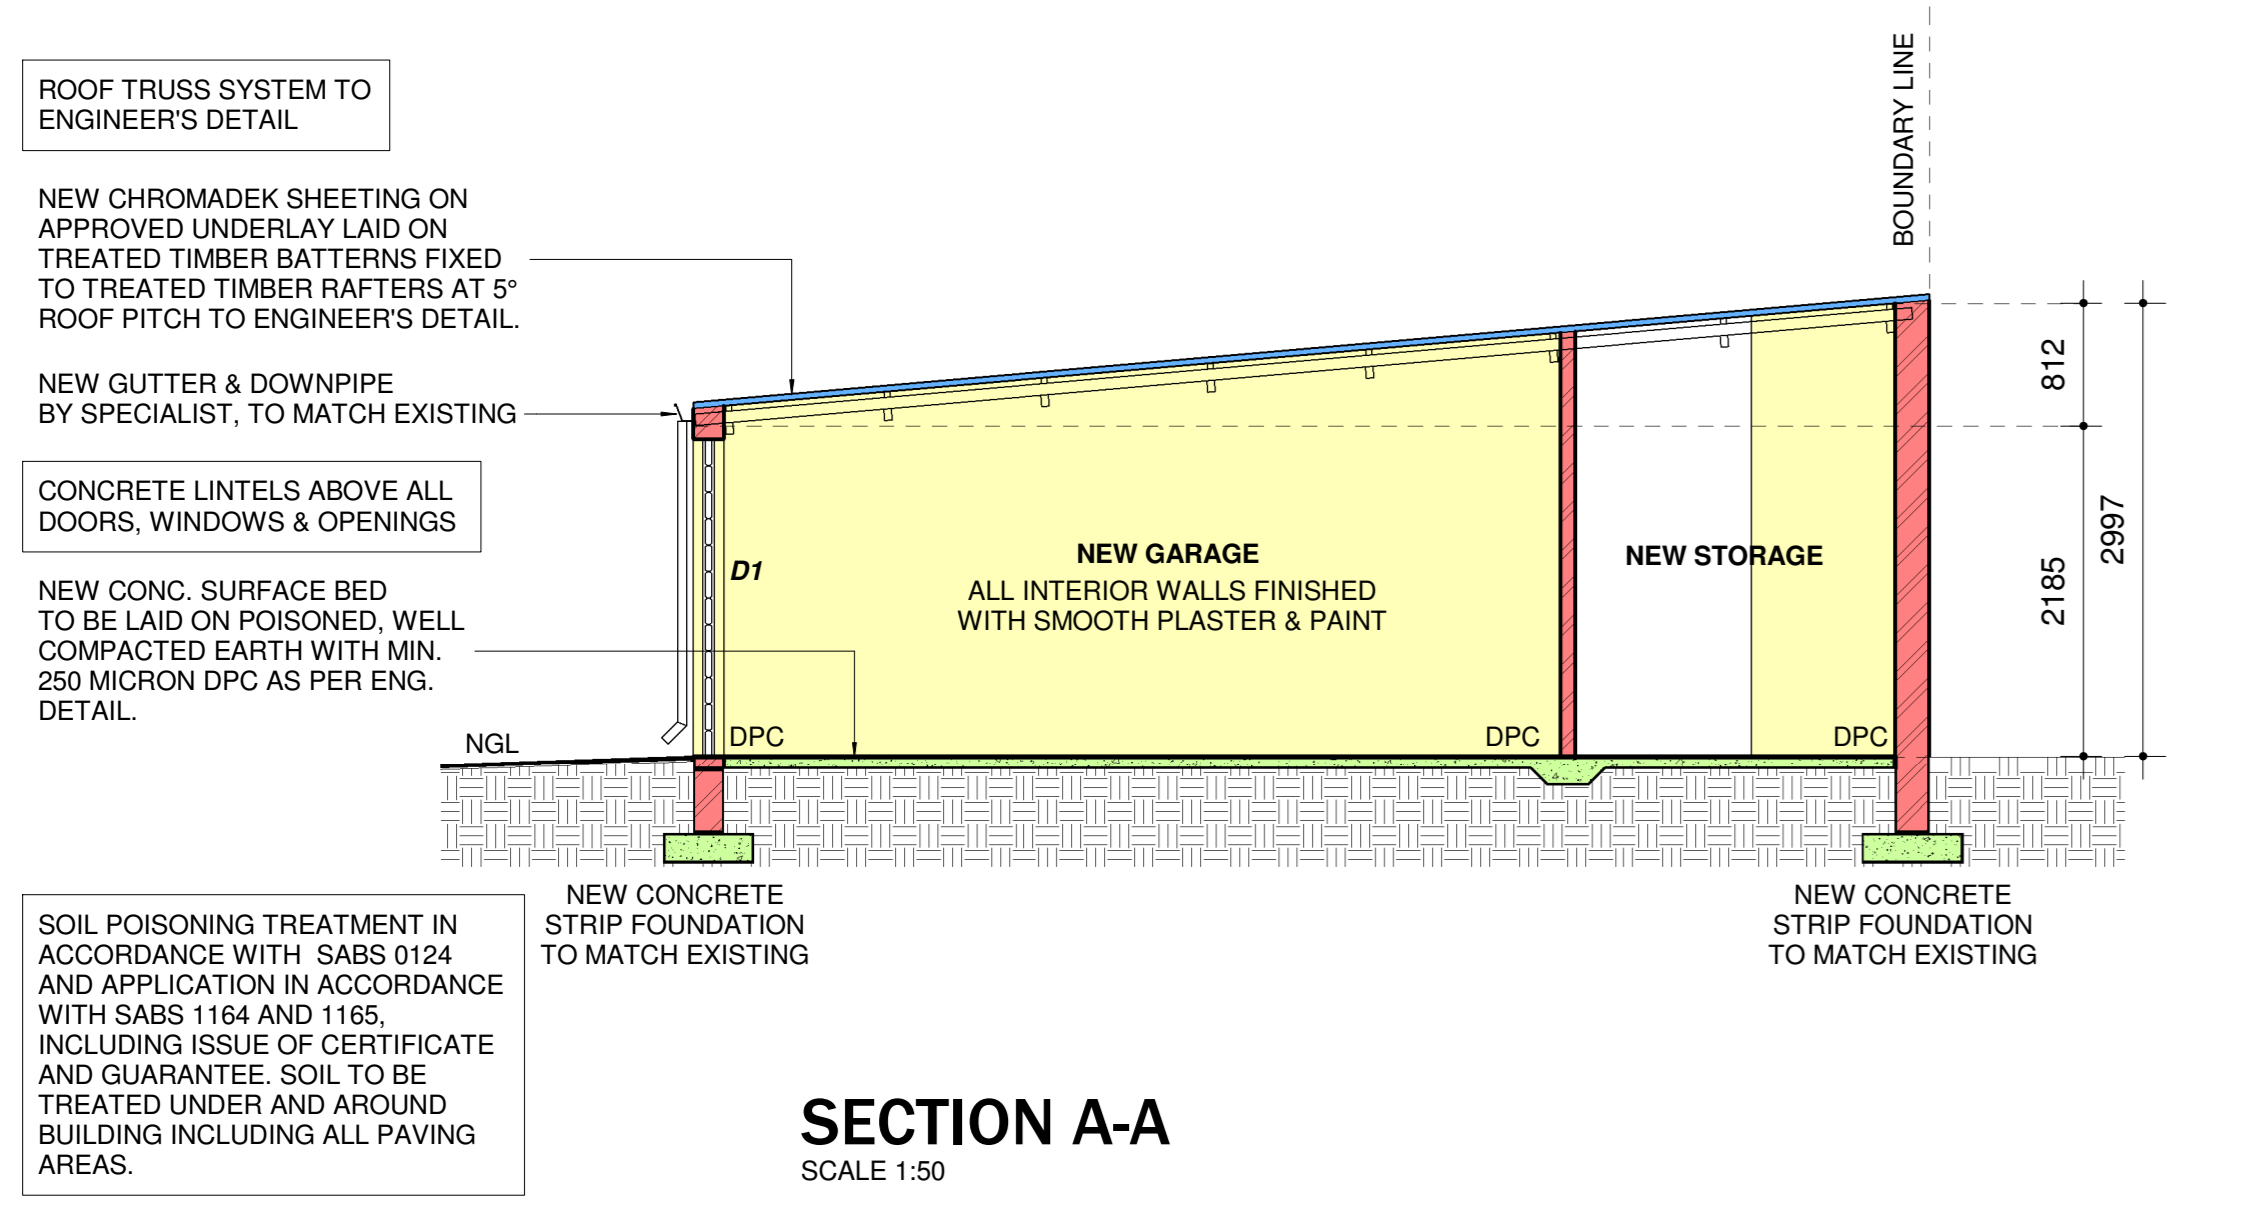 ROOF TRUSS SYSTEM TO
ENGINEER'S DETAIL
NEW CHROMADEK SHEETING ON
APPROVED UNDERLAY LAID ON
TREATED TIMBER BATTERNS FIXED
TO TREATED TIMBER RAFTERS AT 5°
ROOF PITCH TO ENGINEER'S DETAIL.
NEW GUTTER & DOWNPIPE
BY SPECIALIST, TO MATCH EXISTING
CONCRETE LINTELS ABOVE ALL
DOORS, WINDOWS & OPENINGS
NEW CONC. SURFACE BED
TO BE LAID ON POISONED, WELL
COMPACTED EARTH WITH MIN.
250 MICRON DPC AS PER ENG.
DETAIL.
NGL
SOIL POISONING TREATMENT IN
ACCORDANCE WITH  SABS 0124
AND APPLICATION IN ACCORDANCE
WITH SABS 1164 AND 1165,
INCLUDING ISSUE OF CERTIFICATE
AND GUARANTEE. SOIL TO BE
TREATED UNDER AND AROUND
BUILDING INCLUDING ALL PAVING
AREAS.
D1
NEW GARAGE
ALL INTERIOR WALLS FINISHED
WITH SMOOTH PLASTER & PAINT
NEW STORAGE
DPC
DPC
DPC
BOUNDARY LINE
812
2185
2997
NEW CONCRETE
STRIP FOUNDATION
TO MATCH EXISTING
NEW CONCRETE
STRIP FOUNDATION
TO MATCH EXISTING
SECTION A-A
SCALE 1:50